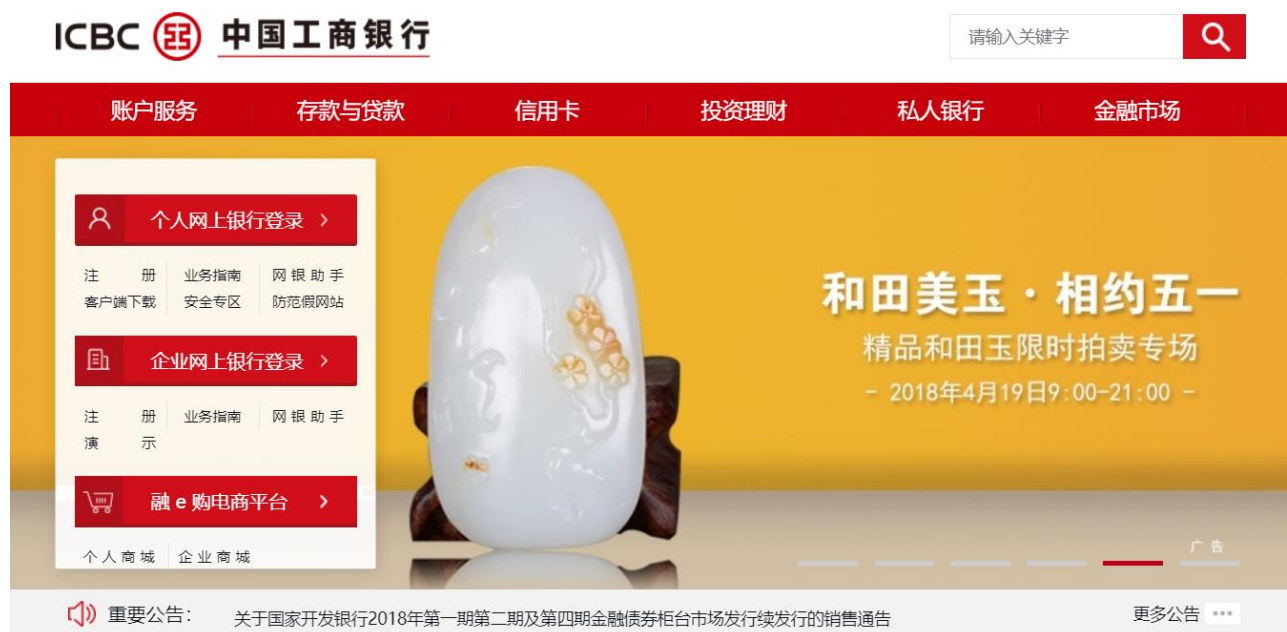 ICBC 中国工商银行
请输入关键字
账户服务 存款与贷款 信用卡 投资理财 私人银行 金融市场
个人网上银行登录
注 册 业务指南 网银助手
客户端下载 安全专区 防范假网站
企业网上银行登录
注 册 业务指南 网银助手
演 示
融e购电商平台
个人商城 企业商城
和田美玉·相约五一
精品和田玉限时拍卖专场
- 2018年4月19日9:00-21:00 -
广告
重要公告： 关于国家开发银行2018年第一期第二期及第四期金融债券柜台市场发行续发行的销售通告 更多公告